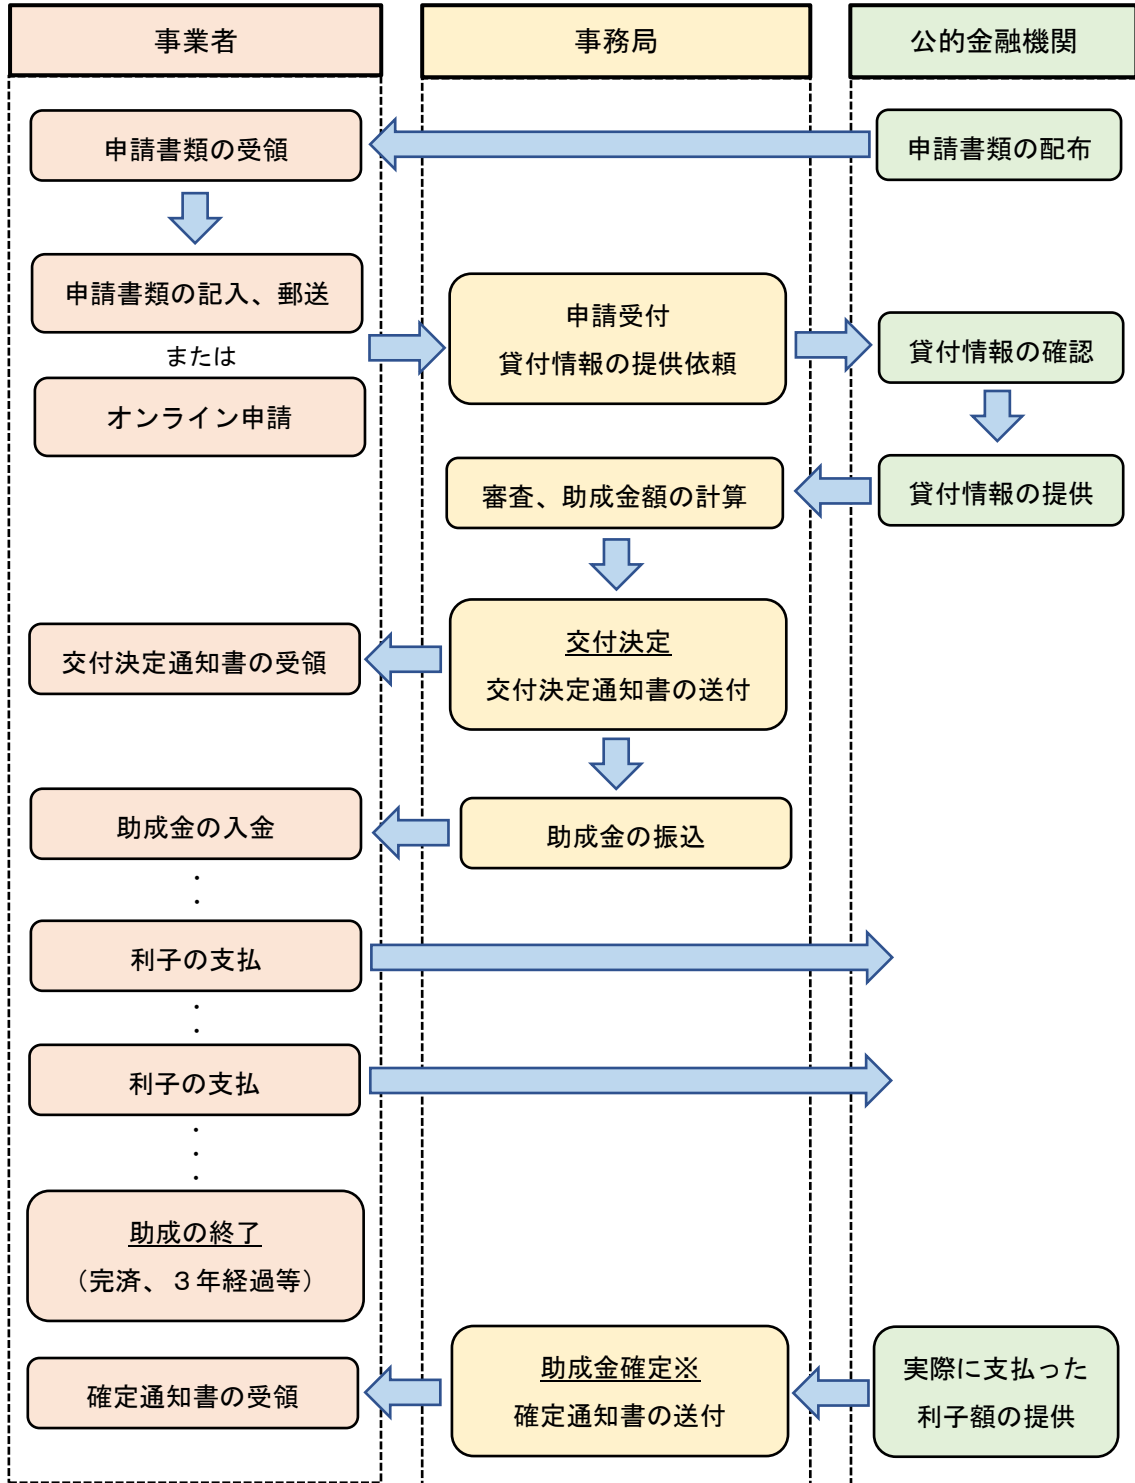 事業者
事務局
公的金融機関
申請書類の受領
申請書類の配布
申請書類の記入、郵送
または
オンライン申請
申請受付
貸付情報の提供依頼
貸付情報の確認
審査、助成金額の計算
貸付情報の提供
交付決定通知書の受領
交付決定
交付決定通知書の送付
助成金の入金
助成金の振込
利子の支払
利子の支払
助成の終了
（完済、３年経過等）
確定通知書の受領
助成金確定※
確定通知書の送付
実際に支払った
利子額の提供